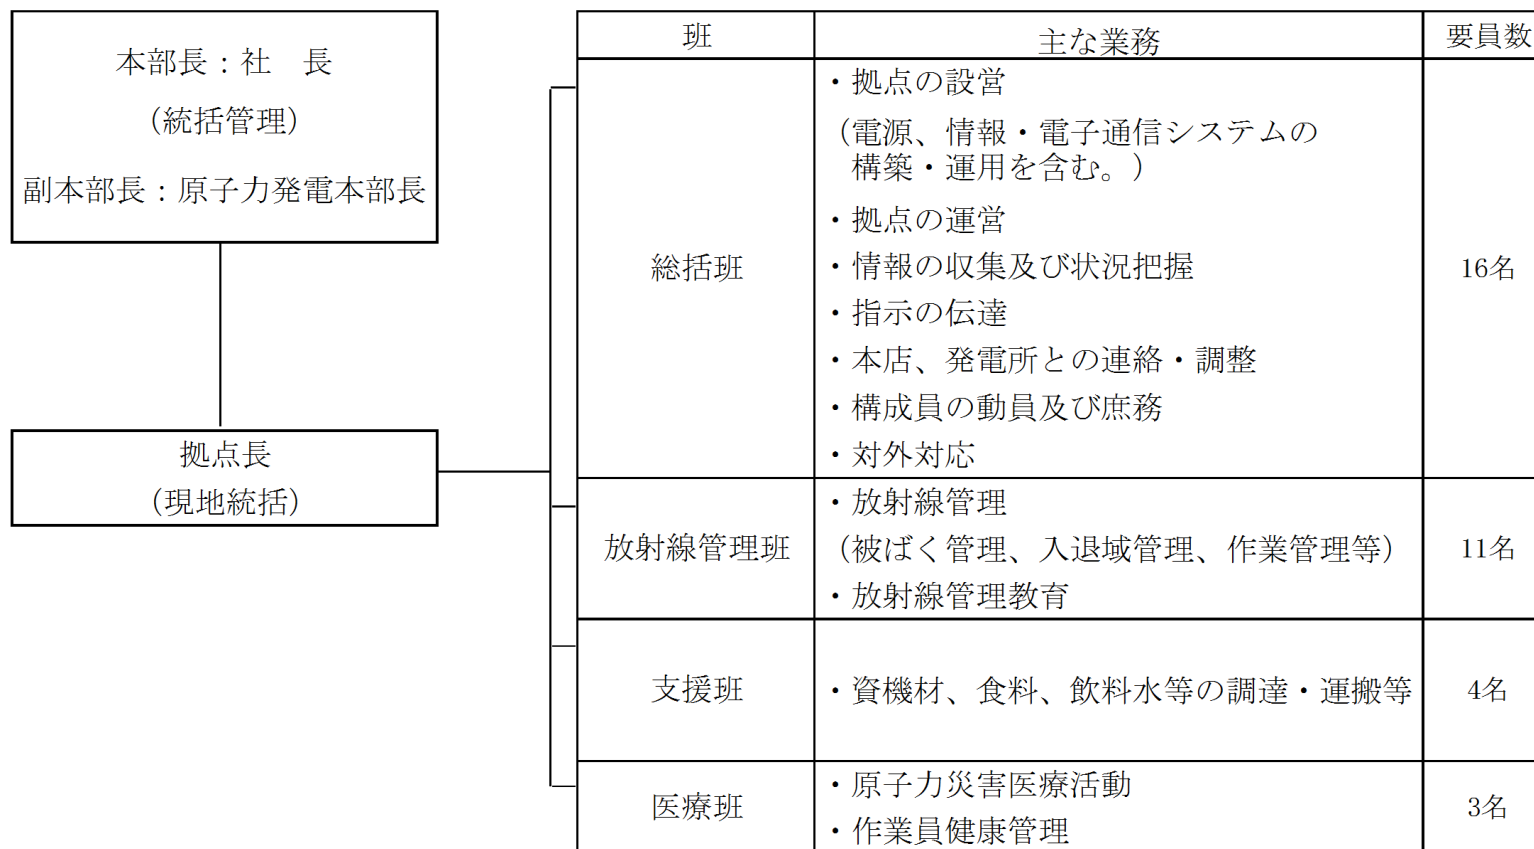 本部長：社　長
（統括管理）
副本部長：原子力発電本部長
拠点長
（現地統括）
班
主な業務
要員数
総括班
・拠点の設営
（電源、情報・電子通信システムの
構築・運用を含む。）
・拠点の運営
・情報の収集及び状況把握
・指示の伝達
・本店、発電所との連絡・調整
・構成員の動員及び庶務
・対外対応
16名
放射線管理班
・放射線管理
（被ばく管理、入退域管理、作業管理等）
・放射線管理教育
11名
支援班
・資機材、食料、飲料水等の調達・運搬等
4名
医療班
・原子力災害医療活動
・作業員健康管理
3名